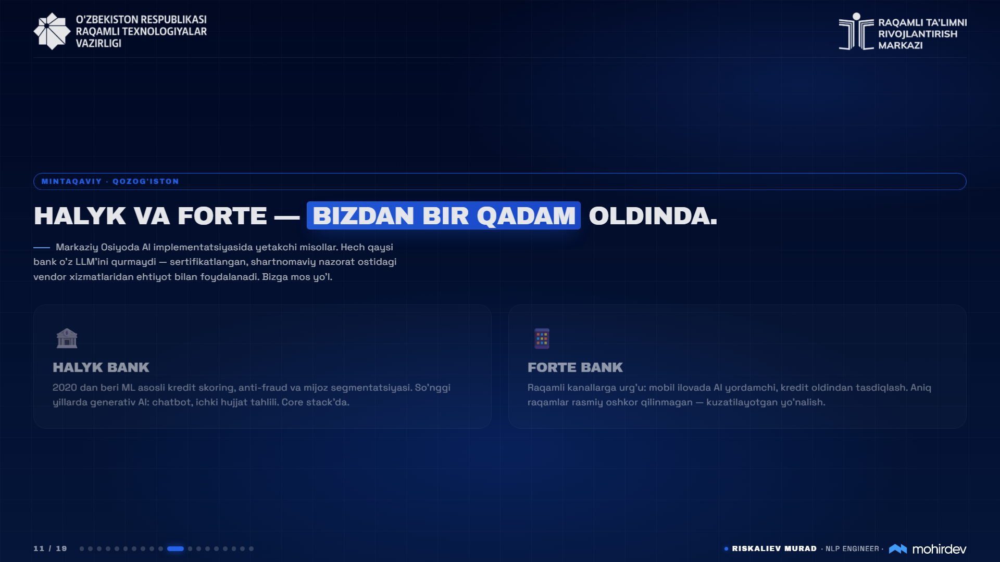 O'ZBEKISTON RESPUBLIKASI
RAQAMLI TEXNOLOGIYALAR
VAZIRLIGI
RAQAMLI TA'LIMNI
RIVOJLANTIRISH
MARKAZI
MINTAQAVIY · QOZOG'ISTON
HALYK VA FORTE — BIZDAN BIR QADAM OLDINDA.
— Markaziy Osiyoda AI implementatsiyasida yetakchi misollar. Hech qaysi
bank o'z LLM'ini qurmaydi — sertifikatlangan, shartnomaviy nazorat ostidagi
vendor xizmatlaridan ehtiyot bilan foydalanadi. Bizga mos yo'l.
HALYK BANK
2020 dan beri ML asosli kredit skoring, anti-fraud va mijoz segmentatsiyasi. So'nggi
yillarda generativ AI: chatbot, ichki hujjat tahlili. Core stack'da.
FORTE BANK
Raqamli kanallarga urg'u: mobil ilovada AI yordamchi, kredit oldindan tasdiqlash. Aniq
raqamlar rasmiy oshkor qilinmagan — kuzatilayotgan yo'nalish.
11 / 19
RISKALIEV MURAD · NLP ENGINEER · mohirdev